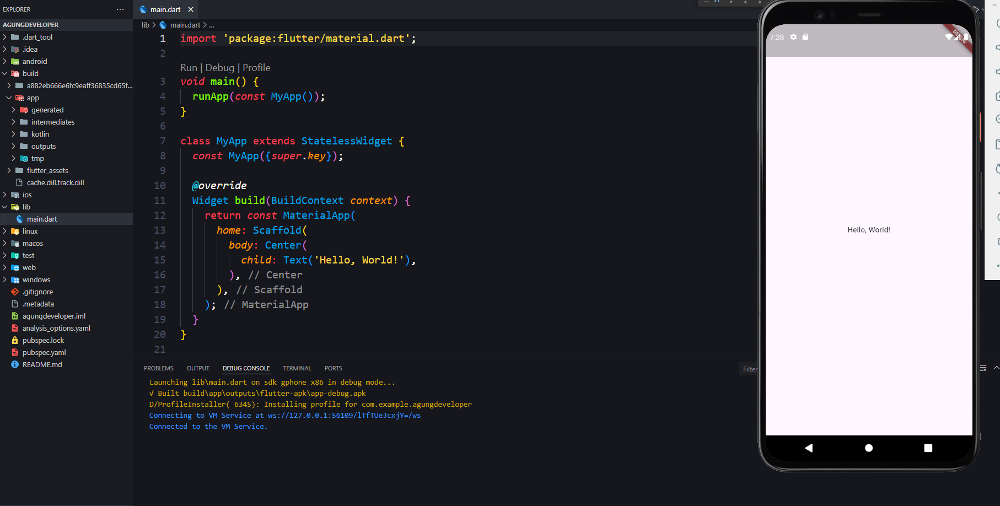 EXPLORER
AGUNGDEVELOPER
.dart_tool
.idea
android
build
a882eb666e6fc9eaff36835cd65f...
app
generated
intermediates
kotlin
outputs
tmp
flutter_assets
cache.dill.track.dill
ios
lib
main.dart
linux
macos
test
web
windows
.gitignore
.metadata
agungdeveloper.iml
analysis_options.yaml
pubspec.lock
pubspec.yaml
README.md
main.dart
lib > main.dart > ...
1 import 'package:flutter/material.dart';
2
Run | Debug | Profile
3 void main() {
4 runApp(const MyApp());
5 }
6
7 class MyApp extends StatelessWidget {
8 const MyApp({super.key});
9
10 @override
11 Widget build(BuildContext context) {
12 return const MaterialApp(
13 home: Scaffold(
14 body: Center(
15 child: Text('Hello, World!'),
16 ), // Center
17 ), // Scaffold
18 ); // MaterialApp
19 }
20 }
21
PROBLEMS OUTPUT DEBUG CONSOLE TERMINAL PORTS Filter
Launching lib\main.dart on sdk gphone x86 in debug mode...
√ Built build\app\outputs\flutter-apk\app-debug.apk
D/ProfileInstaller( 6345): Installing profile for com.example.agungdeveloper
Connecting to VM Service at ws://127.0.0.1:56109/lTfTUeJcxjY=/ws
Connected to the VM Service.
7:28
DEBUG
Hello, World!